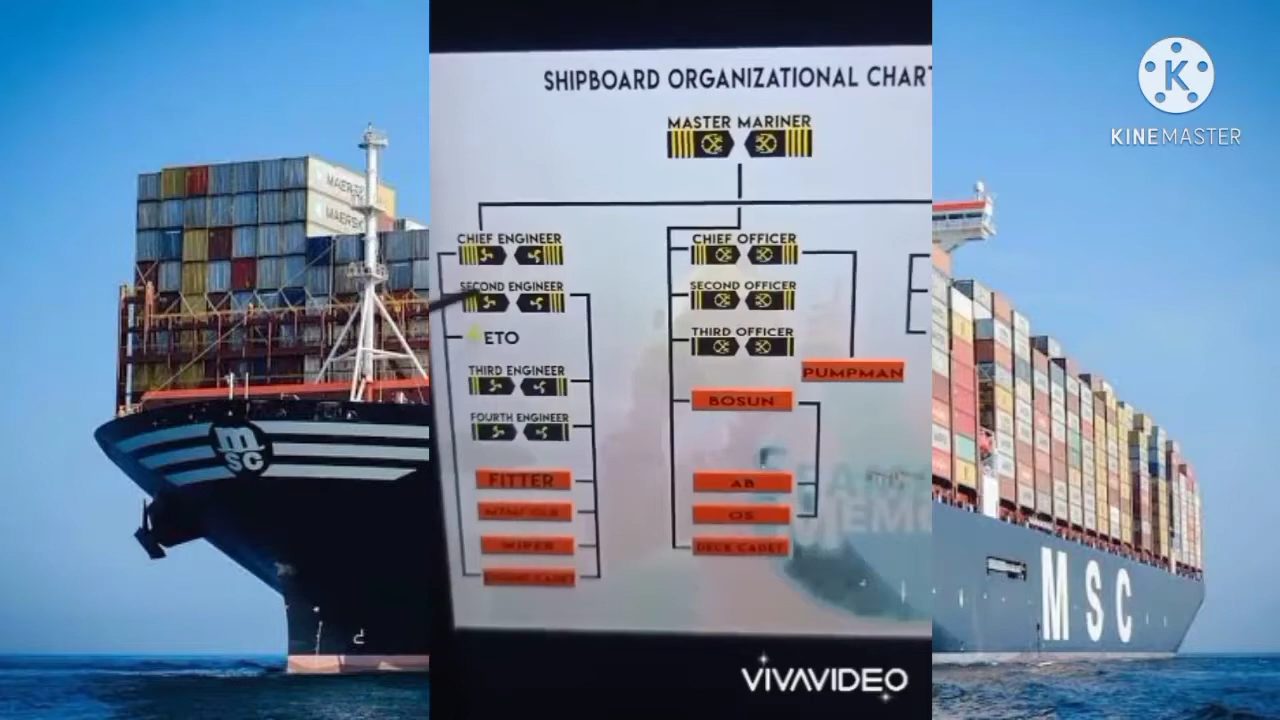 KINEMASTER
SHIPBOARD ORGANIZATIONAL CHART
MASTER MARINER
CHIEF ENGINEER
SECOND ENGINEER
ETO
THIRD ENGINEER
FOURTH ENGINEER
FITTER
WIPER
CHIEF OFFICER
SECOND OFFICER
THIRD OFFICER
PUMPMAN
BOSUN
AB
OS
DECK CADET
MAERSK
MAERSK
MSC
MSC
VIVAVIDEO